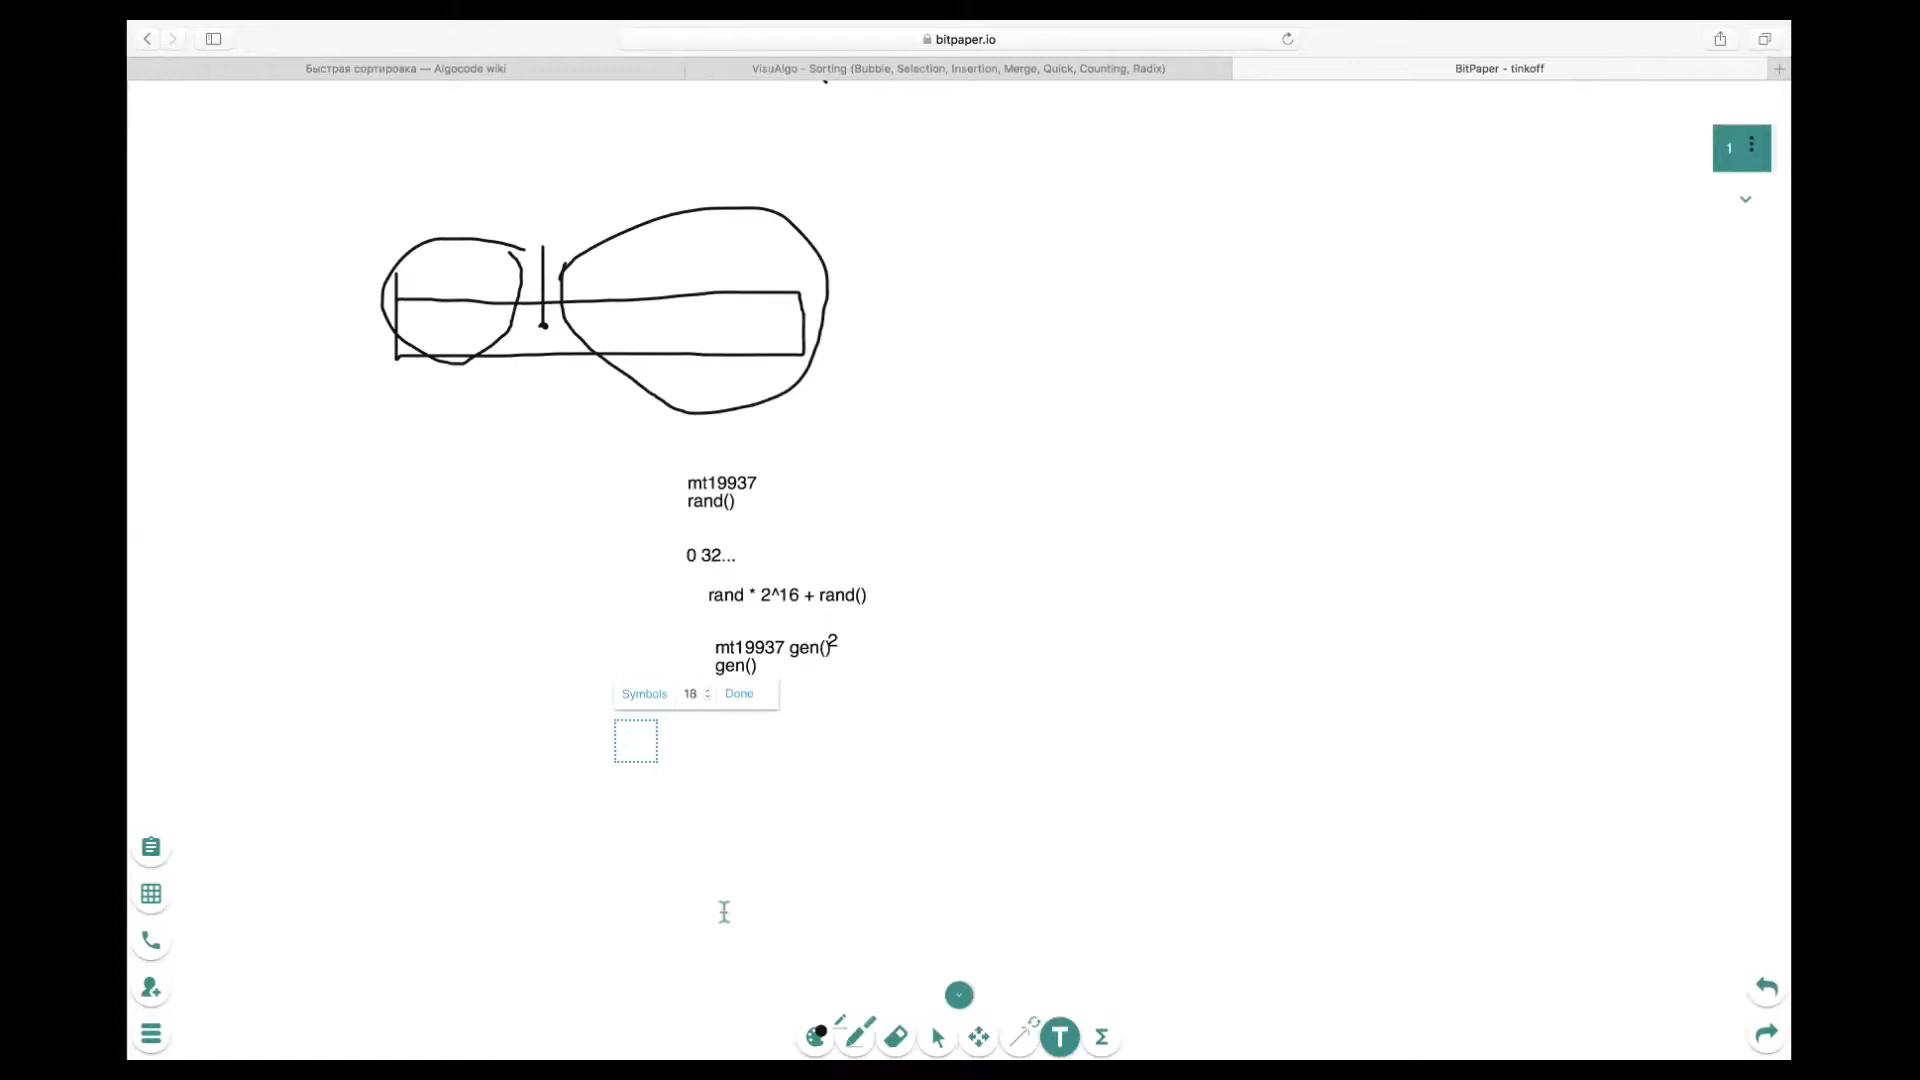 bitpaper.io
Быстрая сортировка — Algocode wiki
VisuAlgo - Sorting (Bubble, Selection, Insertion, Merge, Quick, Counting, Radix)
BitPaper - tinkoff
1
mt19937
rand()
0 32...
rand * 2^16 + rand()
mt19937 gen()
2
gen()
Symbols 18 Done
T Σ